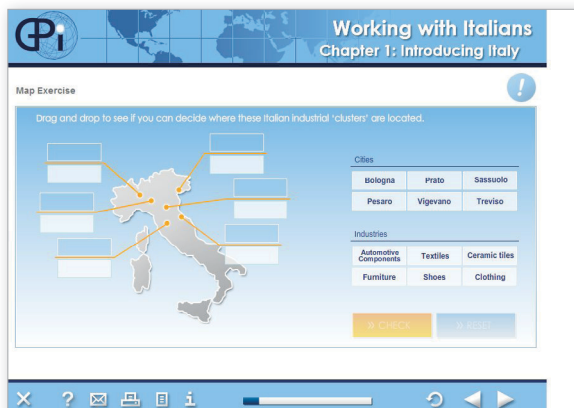 GPi
Working with Italians
Chapter 1: Introducing Italy
Map Exercise
!
Drag and drop to see if you can decide where these Italian industrial 'clusters' are located.
Cities
Bologna Prato Sassuolo
Pesaro Vigevano Treviso
Industries
Automotive Components Textiles Ceramic tiles
Furniture Shoes Clothing
» CHECK » RESET
? i